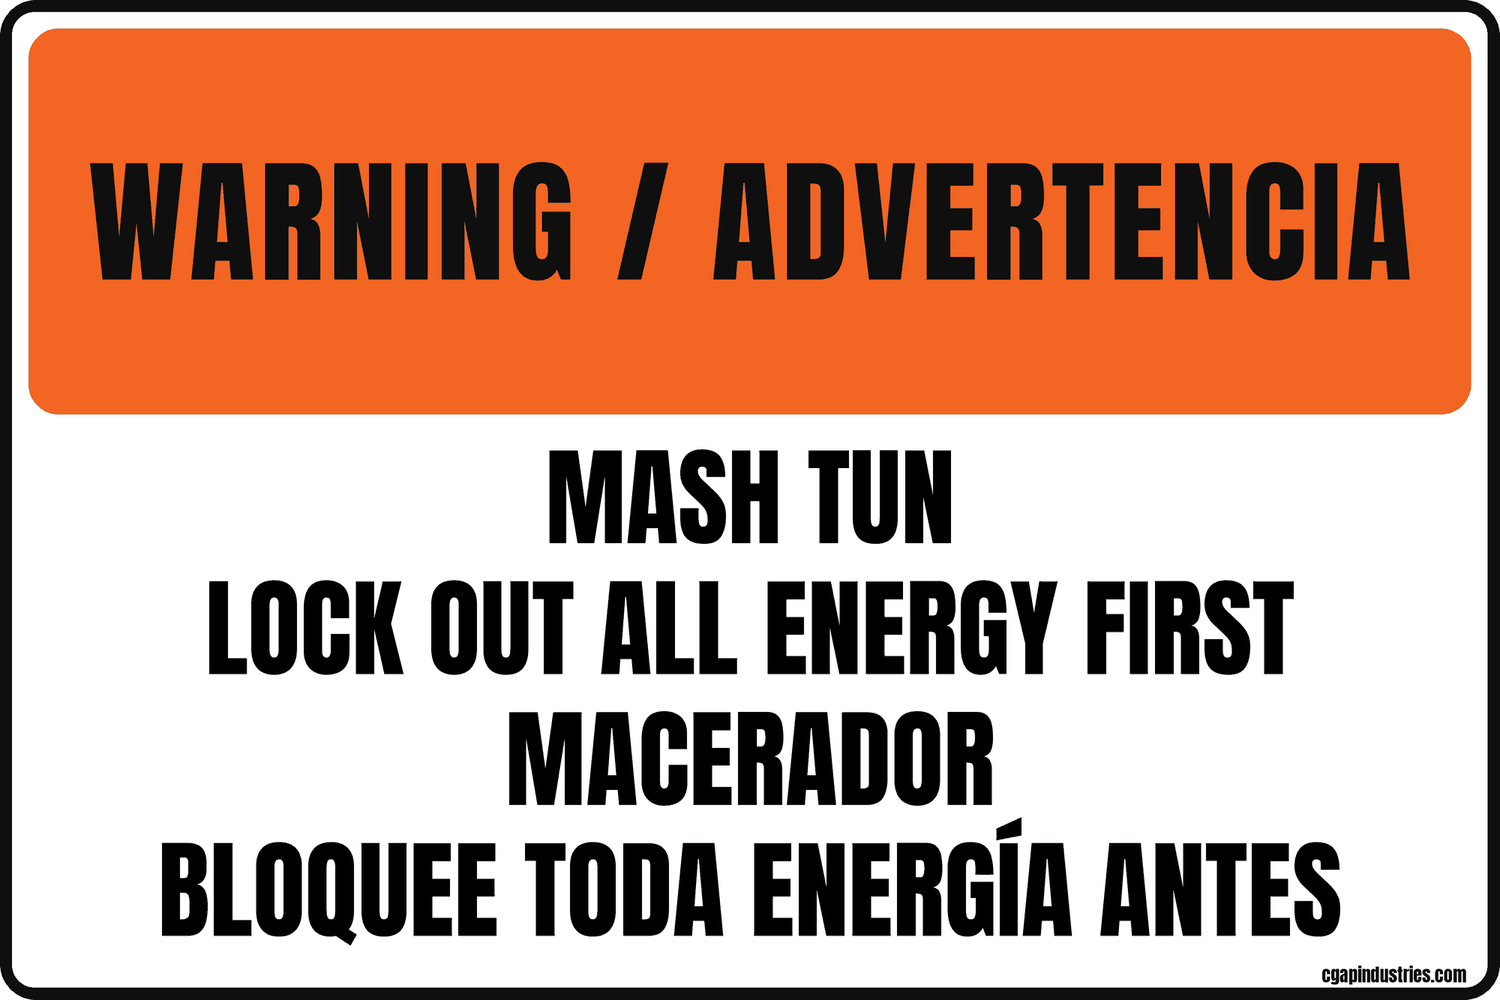 WARNING / ADVERTENCIA
MASH TUN
LOCK OUT ALL ENERGY FIRST
MACERADOR
BLOQUEE TODA ENERGÍA ANTES
cgapindustries.com